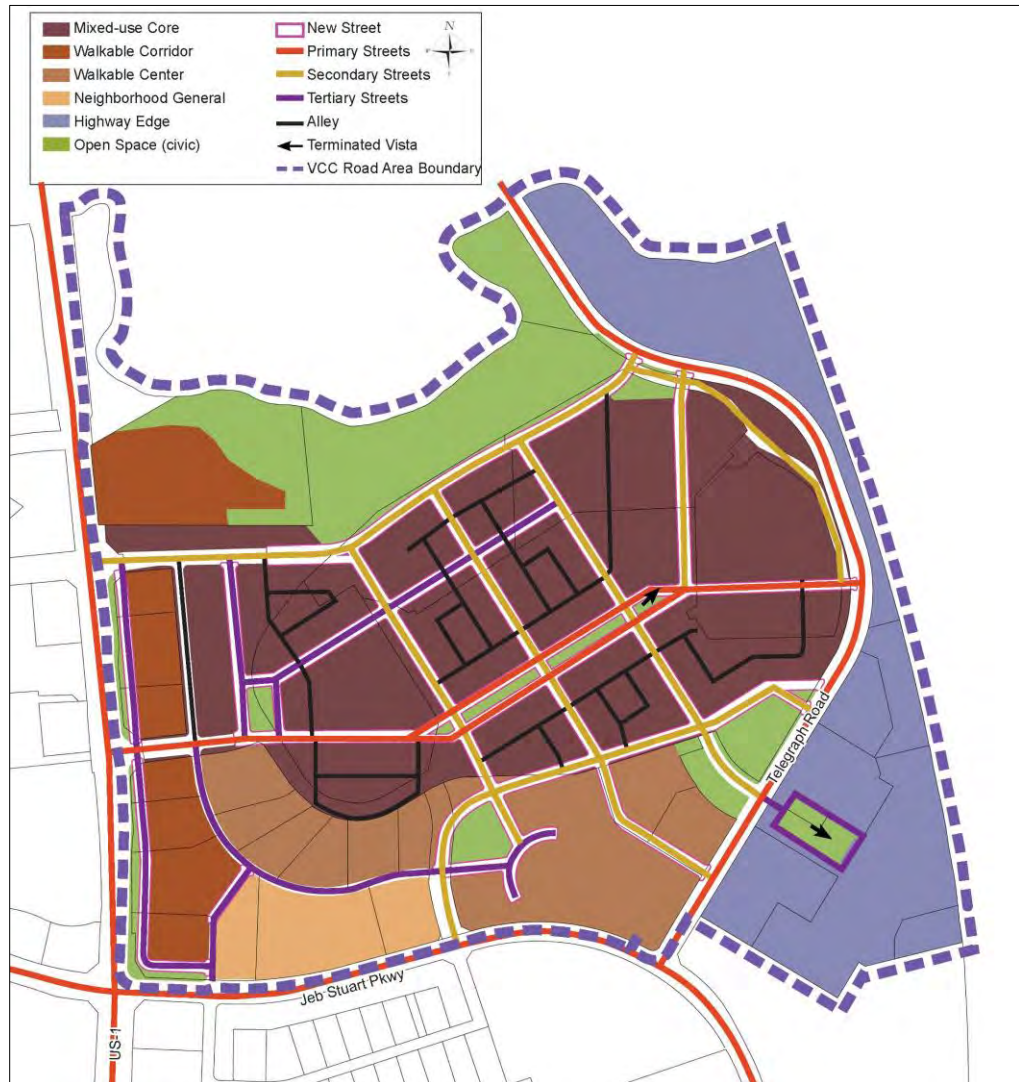 Mixed-use Core
Walkable Corridor
Walkable Center
Neighborhood General
Highway Edge
Open Space (civic)
New Street
Primary Streets
Secondary Streets
Tertiary Streets
Alley
Terminated Vista
VCC Road Area Boundary
N
Telegraph Road
Jeb Stuart Pkwy
US-1